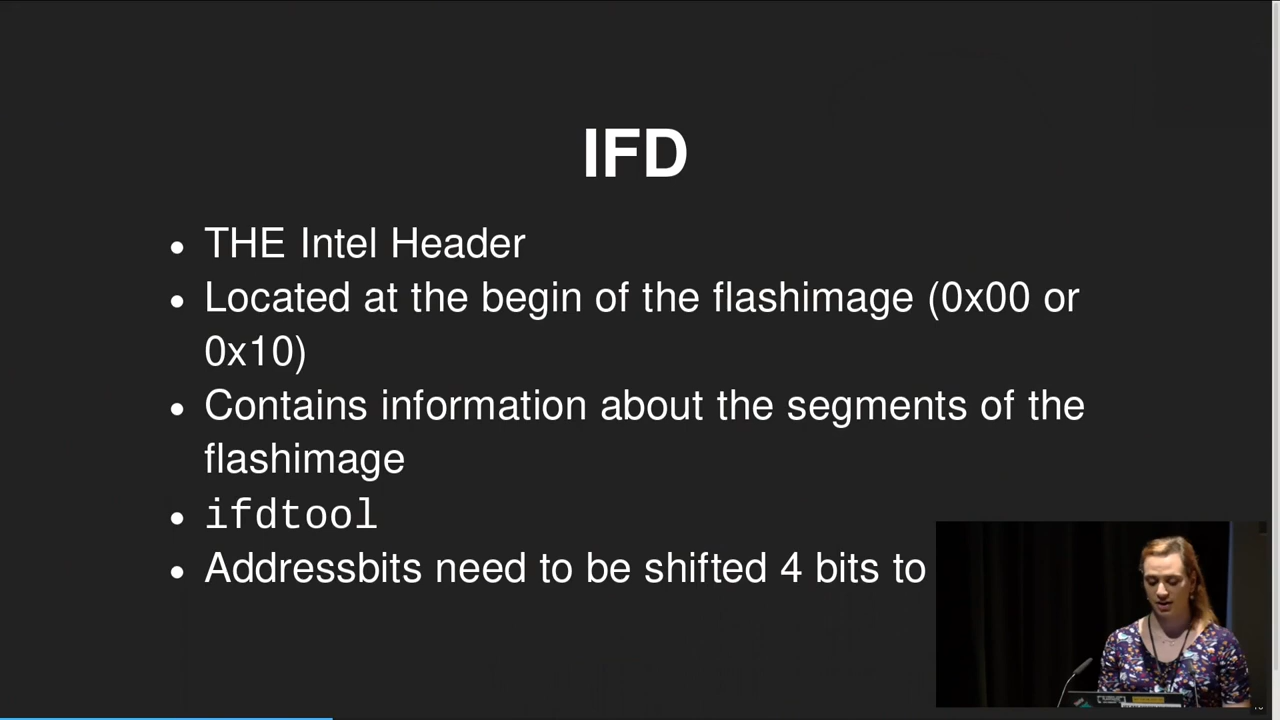 IFD
THE Intel Header
Located at the begin of the flashimage (0x00 or
0x10)
Contains information about the segments of the
flashimage
ifdtool
Addressbits need to be shifted 4 bits to